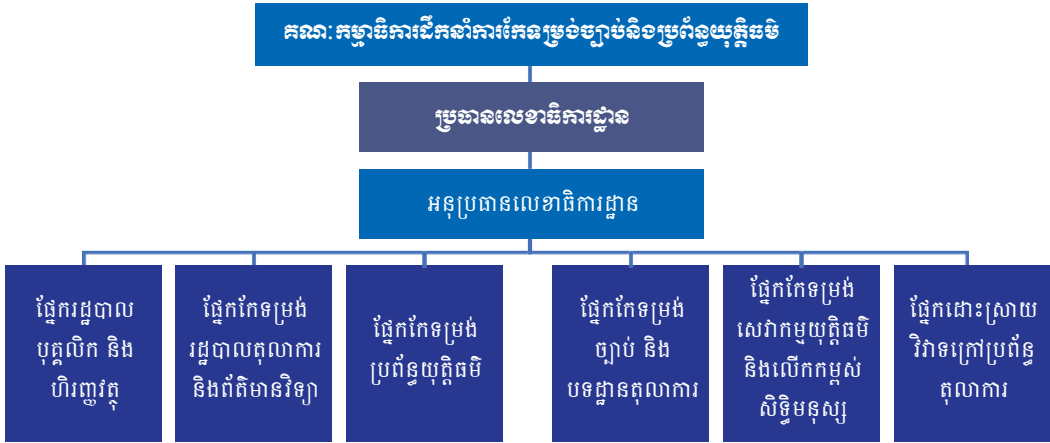 គណៈកម្មាធិការដឹកនាំការកែទម្រង់ច្បាប់និងប្រព័ន្ធយុត្តិធម៌
ប្រធានលេខាធិការដ្ឋាន
អនុប្រធានលេខាធិការដ្ឋាន
ផ្នែករដ្ឋបាល
បុគ្គលិក និង
ហិរញ្ញវត្ថុ
ផ្នែកកែទម្រង់
រដ្ឋបាលតុលាការ
និងព័ត៌មានវិទ្យា
ផ្នែកកែទម្រង់
ប្រព័ន្ធយុត្តិធម៌
ផ្នែកកែទម្រង់
ច្បាប់ និង
បទដ្ឋានតុលាការ
ផ្នែកកែទម្រង់
សេវាកម្មយុត្តិធម៌
និងលើកកម្ពស់
សិទ្ធិមនុស្ស
ផ្នែកដោះស្រាយ
វិវាទក្រៅប្រព័ន្ធ
តុលាការ